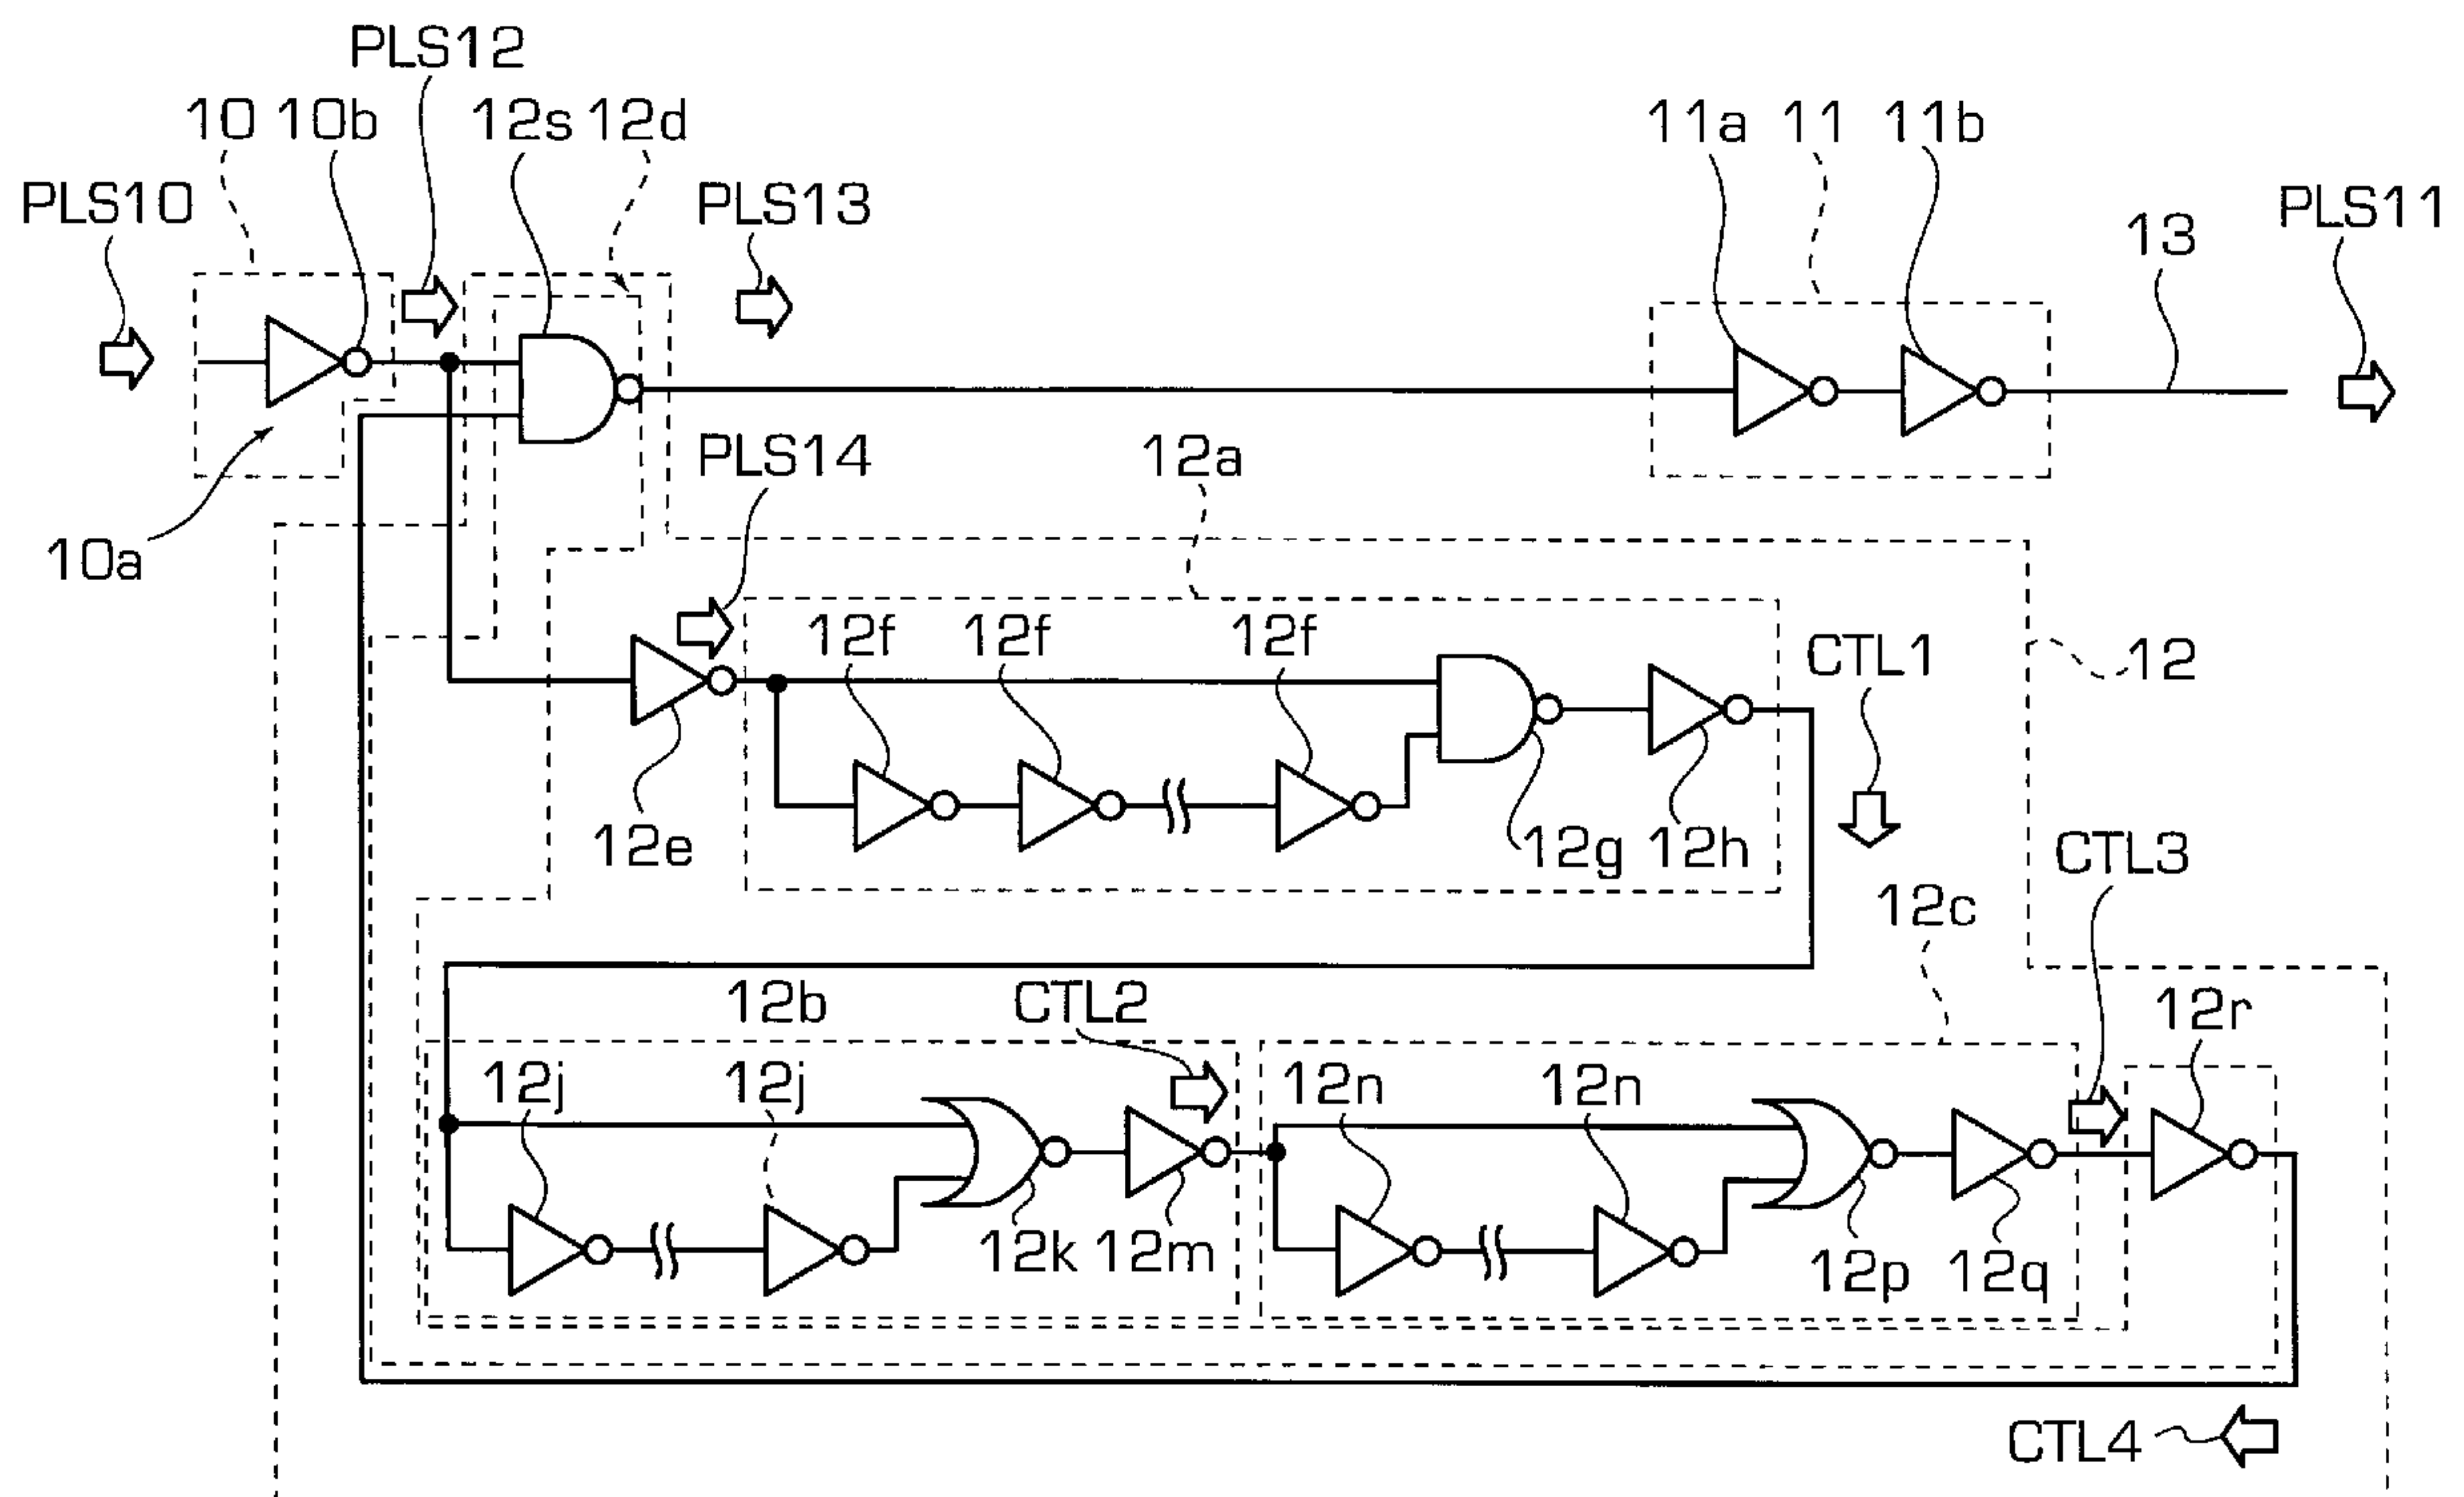 PLS12
10 10b 12s 12d 11a 11 11b
PLS10 PLS13 PLS11
13
10a PLS14 12a
12f 12f 12f CTL1 12
12e 12g 12h CTL3
12c
12b CTL2 12r
12j 12j 12n 12n
12k 12m 12p 12q
CTL4